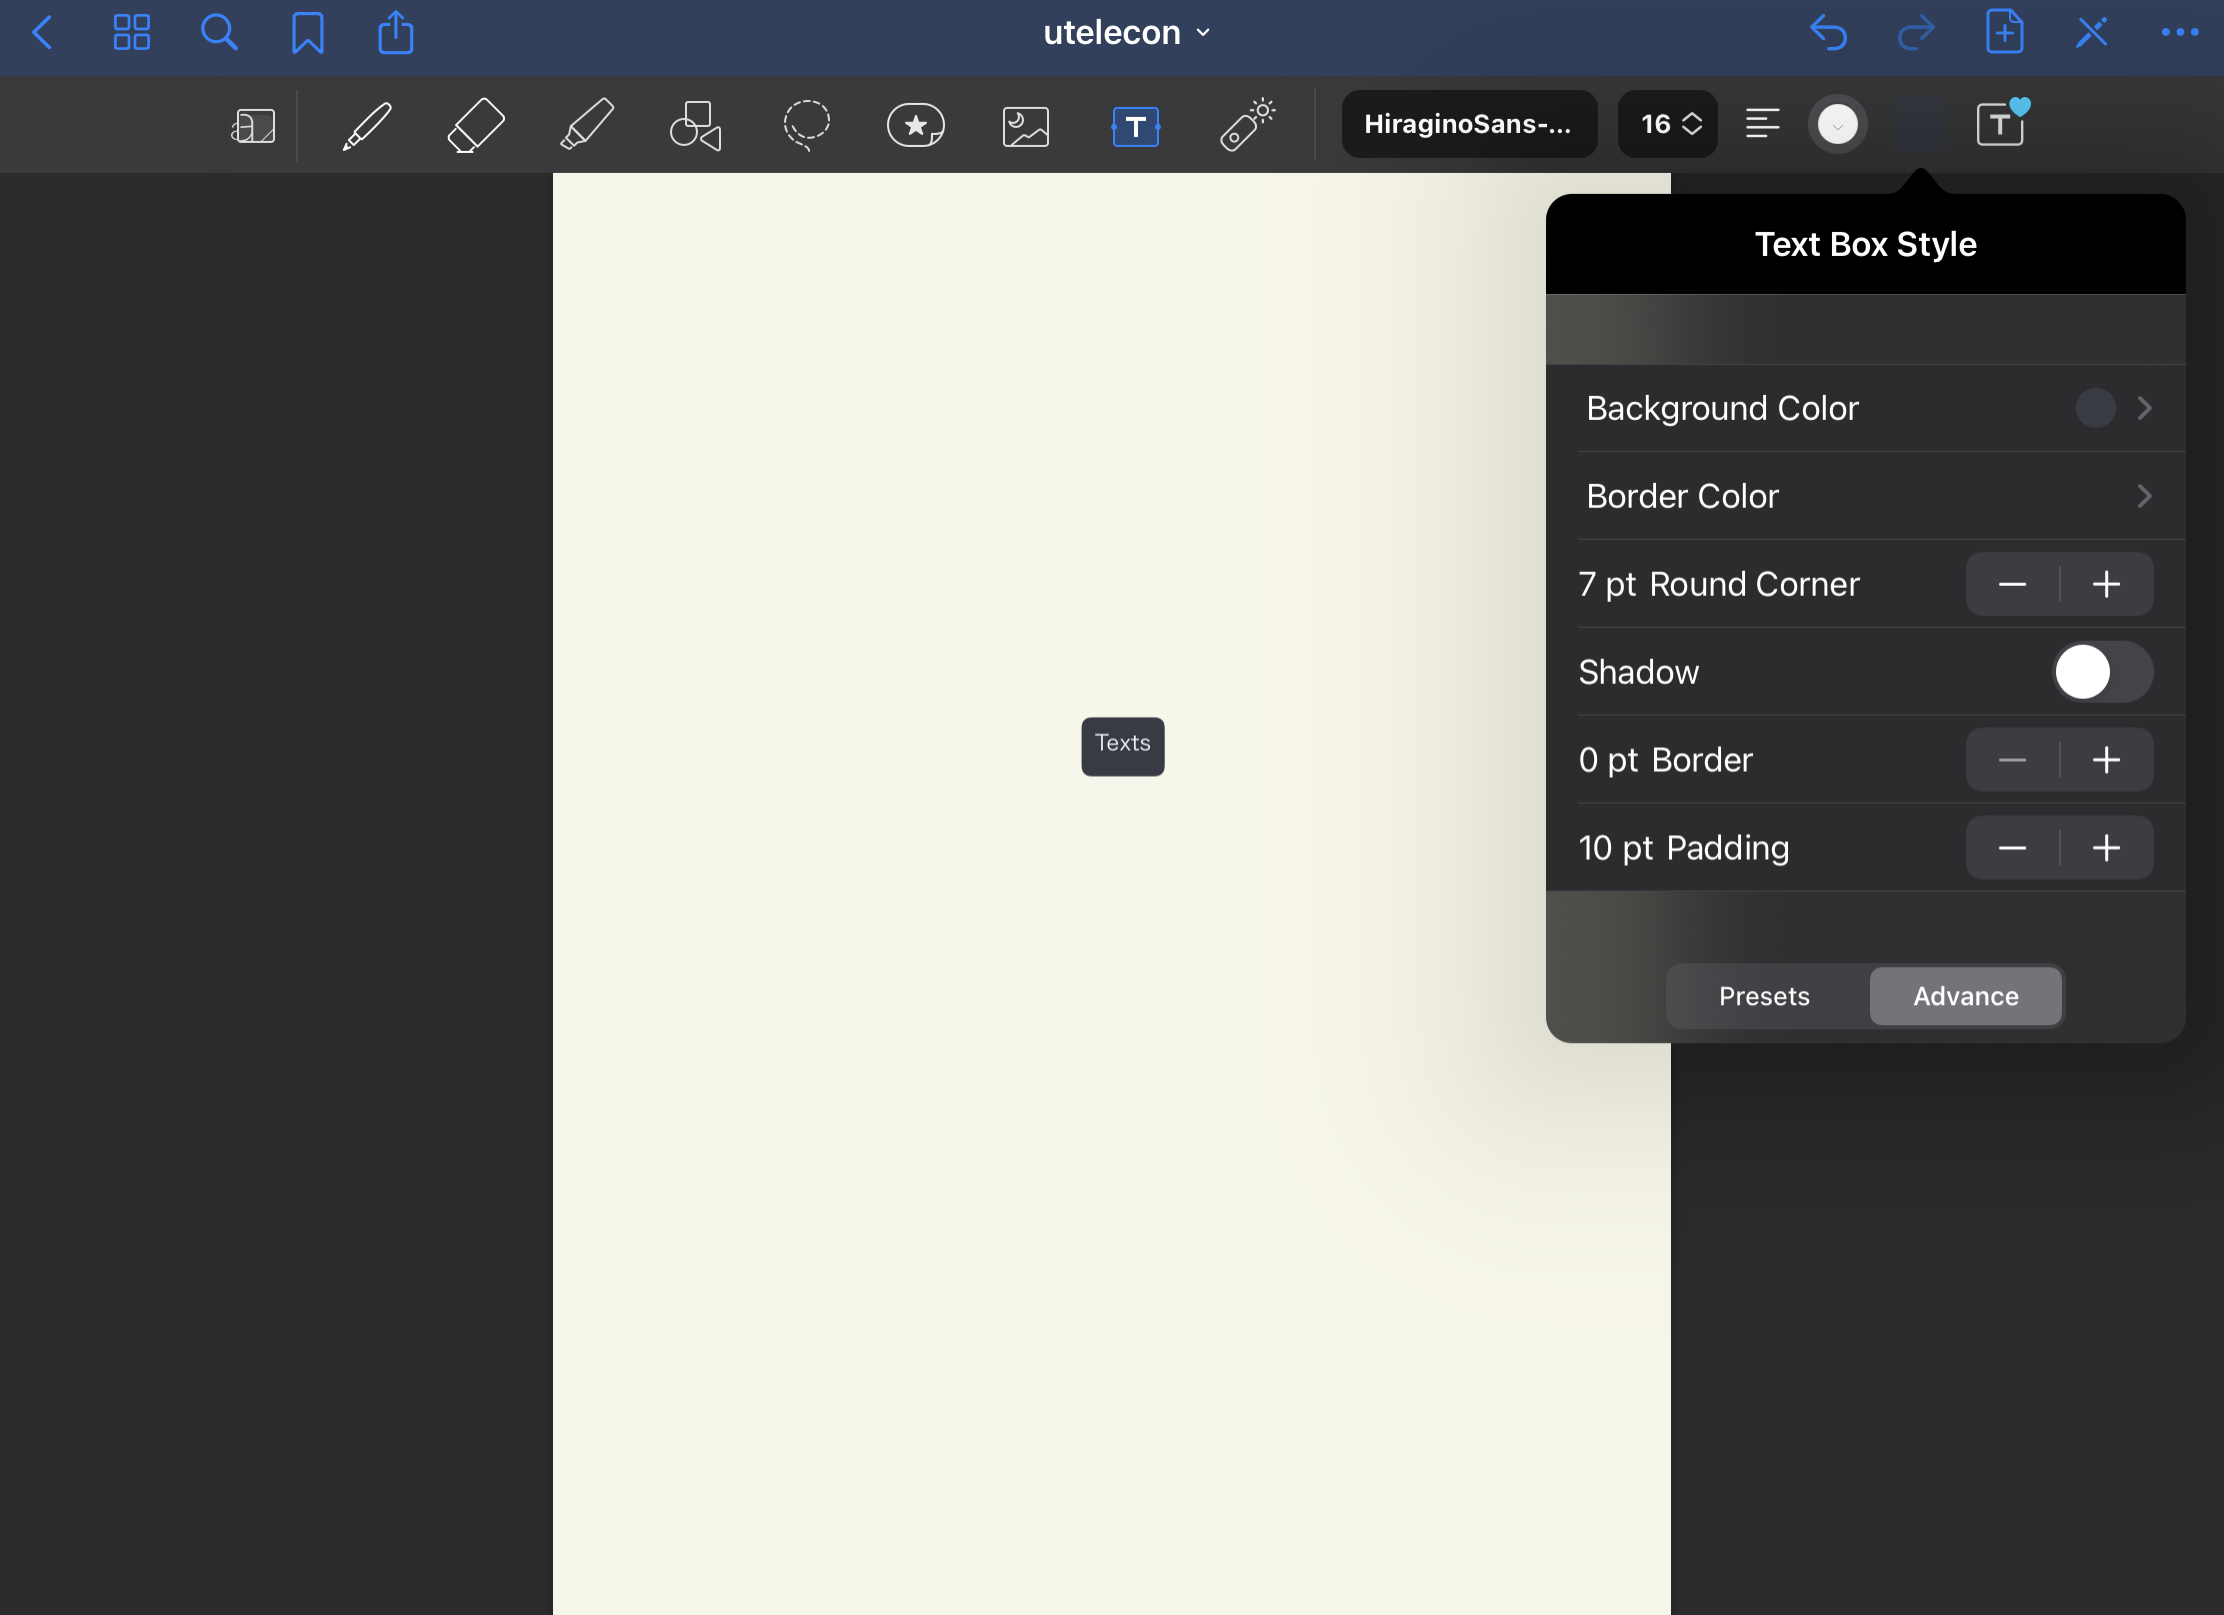 utelecon
HiraginoSans-...
16
Text Box Style
Background Color
Border Color
7 pt Round Corner
Shadow
0 pt Border
10 pt Padding
Presets
Advance
Texts